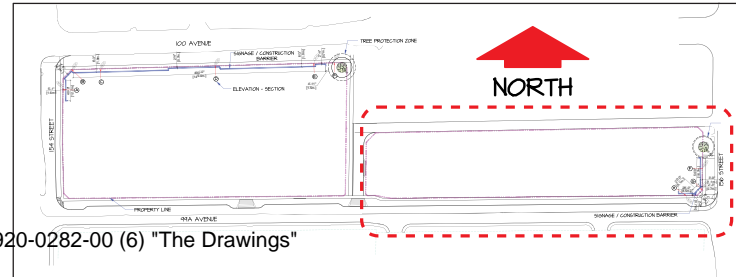 100 AVENUE
TREE PROTECTION ZONE
SIGNAGE / CONSTRUCTION
BARRIER
ELEVATION - SECTION
NORTH
154 STREET
156 STREET
PROPERTY LINE
99A AVENUE
SIGNAGE / CONSTRUCTION BARRIER
920-0282-00 (6) "The Drawings"